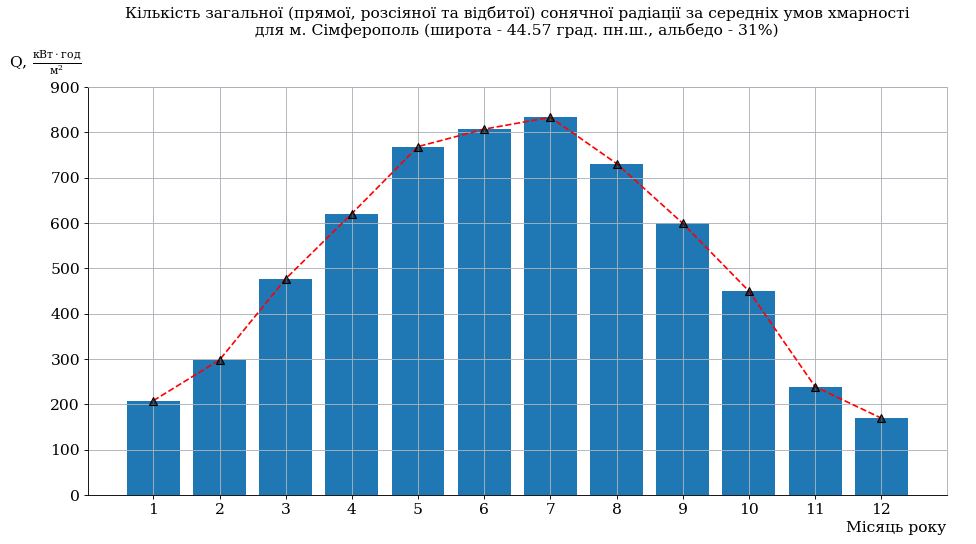 Кількість загальної (прямої, розсіяної та відбитої) сонячної радіації за середніх умов хмарності
для м. Сімферополь (широта - 44.57 град. пн.ш., альбедо - 31%)
Q, кВт · год / м²
900
800
700
600
500
400
300
200
100
0
1 2 3 4 5 6 7 8 9 10 11 12
Місяць року